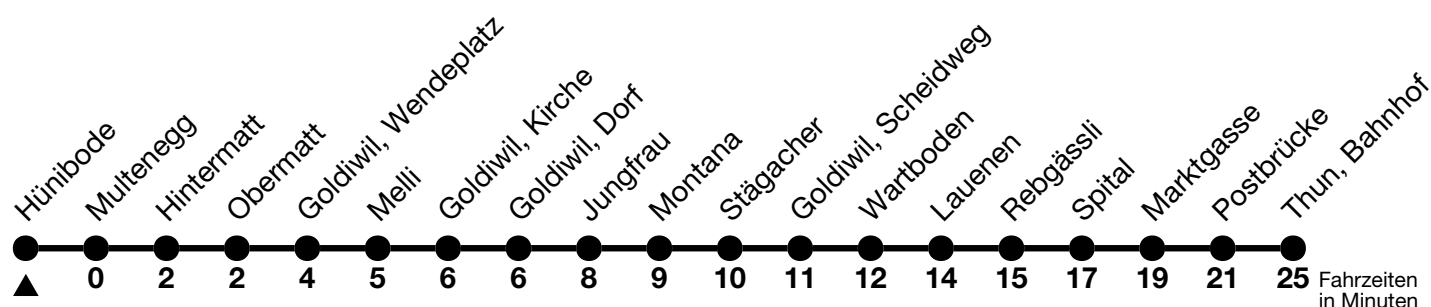 Hünibode
Multenegg
Hintermatt
Obermatt
Goldiwil, Wendeplatz
Melli
Goldiwil, Kirche
Goldiwil, Dorf
Jungfrau
Montana
Stägacher
Goldiwil, Scheidweg
Wartboden
Lauenen
Rebgässli
Spital
Marktgasse
Postbrücke
Thun, Bahnhof
0 2 2 4 5 6 6 8 9 10 11 12 14 15 17 19 21 25 Fahrzeiten
in Minuten